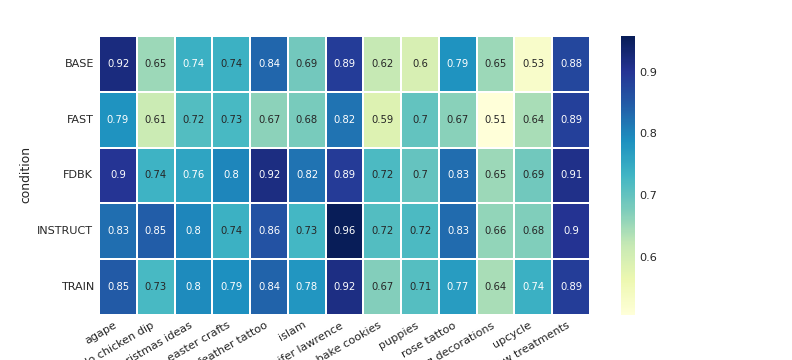 BASE 0.92 0.65 0.74 0.74 0.84 0.69 0.89 0.62 0.6 0.79 0.65 0.53 0.88
FAST 0.79 0.61 0.72 0.73 0.67 0.68 0.82 0.59 0.7 0.67 0.51 0.64 0.89
FDBK 0.9 0.74 0.76 0.8 0.92 0.82 0.89 0.72 0.7 0.83 0.65 0.69 0.91
INSTRUCT 0.83 0.85 0.8 0.74 0.86 0.73 0.96 0.72 0.72 0.83 0.66 0.68 0.9
TRAIN 0.85 0.73 0.8 0.79 0.84 0.78 0.92 0.67 0.71 0.77 0.64 0.74 0.89
condition
agape
chicken dip
ideas
easter crafts
tattoo
islam
lawrence
cookies
puppies
rose tattoo
decorations
upcycle
treatments
0.9
0.8
0.7
0.6